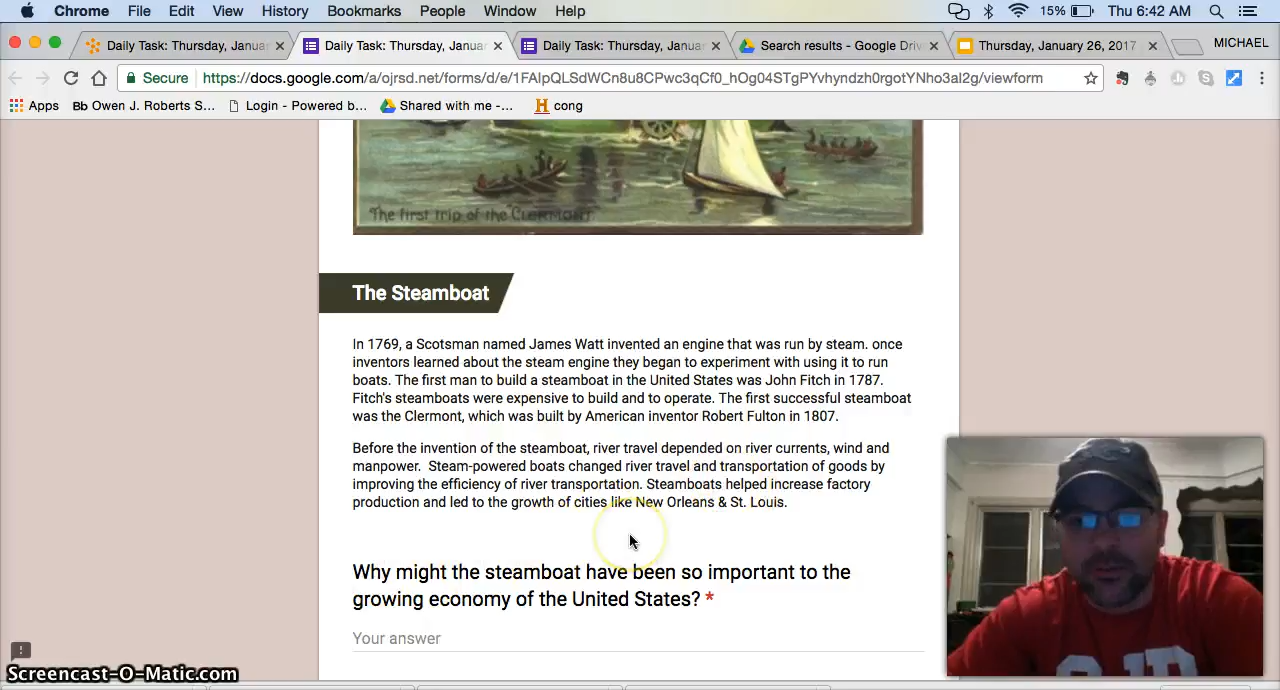 Chrome File Edit View History Bookmarks People Window Help 15% Thu 6:42 AM
Daily Task: Thursday, Januar Daily Task: Thursday, Januar Daily Task: Thursday, Januar Search results - Google Driv Thursday, January 26, 2017 MICHAEL
Secure https://docs.google.com/a/ojrsd.net/forms/d/e/1FAIpQLSdWCn8u8CPwc3qCf0_hOg04STgPYvhyndzh0rgotYNho3al2g/viewform
Apps Bb Owen J. Roberts S... Login - Powered b... Shared with me -... H cong
The first trip of the CLERMONT
The Steamboat
In 1769, a Scotsman named James Watt invented an engine that was run by steam. once
inventors learned about the steam engine they began to experiment with using it to run
boats. The first man to build a steamboat in the United States was John Fitch in 1787.
Fitch's steamboats were expensive to build and to operate. The first successful steamboat
was the Clermont, which was built by American inventor Robert Fulton in 1807.
Before the invention of the steamboat, river travel depended on river currents, wind and
manpower. Steam-powered boats changed river travel and transportation of goods by
improving the efficiency of river transportation. Steamboats helped increase factory
production and led to the growth of cities like New Orleans & St. Louis.
Why might the steamboat have been so important to the
growing economy of the United States? *
Your answer
Screencast-O-Matic.com